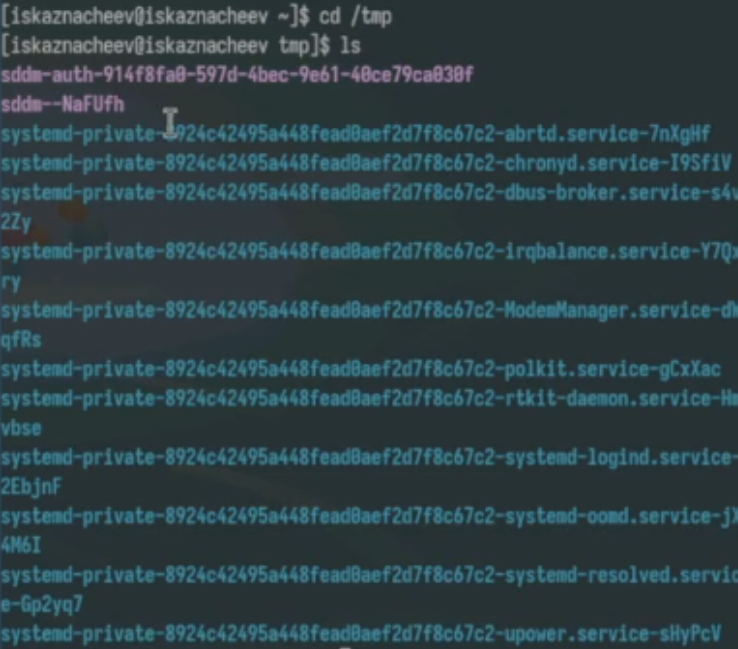 [iskaznacheev@iskaznacheev ~]$ cd /tmp
[iskaznacheev@iskaznacheev tmp]$ ls
sddm-auth-914f8fa0-597d-4bec-9e61-40ce79ca030f
sddm--NaFUfh
systemd-private-8924c42495a448fead0aef2d7f8c67c2-abrtd.service-7nXgHf
systemd-private-8924c42495a448fead0aef2d7f8c67c2-chronyd.service-I9SfiV
systemd-private-8924c42495a448fead0aef2d7f8c67c2-dbus-broker.service-s4v
2Zy
systemd-private-8924c42495a448fead0aef2d7f8c67c2-irqbalance.service-Y7Qx
ry
systemd-private-8924c42495a448fead0aef2d7f8c67c2-ModemManager.service-dW
qfRs
systemd-private-8924c42495a448fead0aef2d7f8c67c2-polkit.service-gCxXac
systemd-private-8924c42495a448fead0aef2d7f8c67c2-rtkit-daemon.service-Hm
vbse
systemd-private-8924c42495a448fead0aef2d7f8c67c2-systemd-logind.service-
2EbjnF
systemd-private-8924c42495a448fead0aef2d7f8c67c2-systemd-oomd.service-jX
4M6I
systemd-private-8924c42495a448fead0aef2d7f8c67c2-systemd-resolved.servic
e-Gp2yq7
systemd-private-8924c42495a448fead0aef2d7f8c67c2-upower.service-sHyPcV